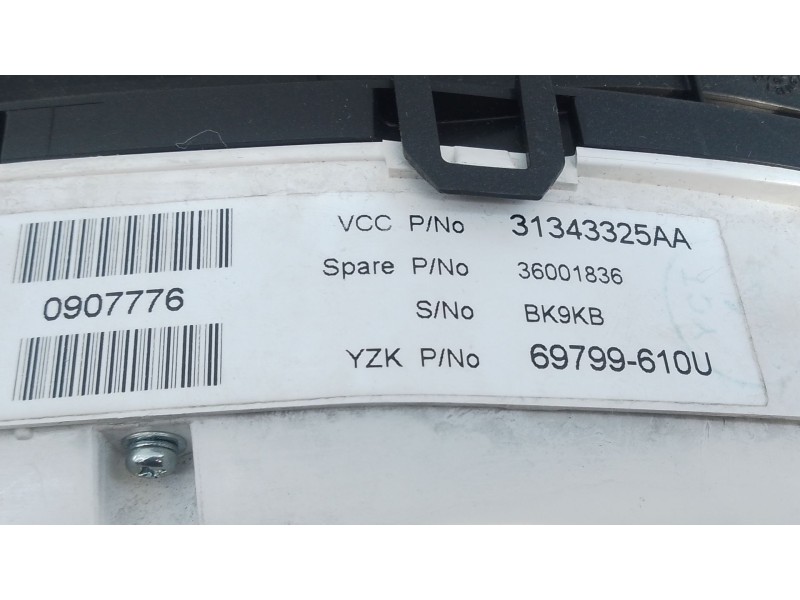 VCC P/No 31343325AA
Spare P/No 36001836
0907776
S/No BK9KB
YZK P/No 69799-610U